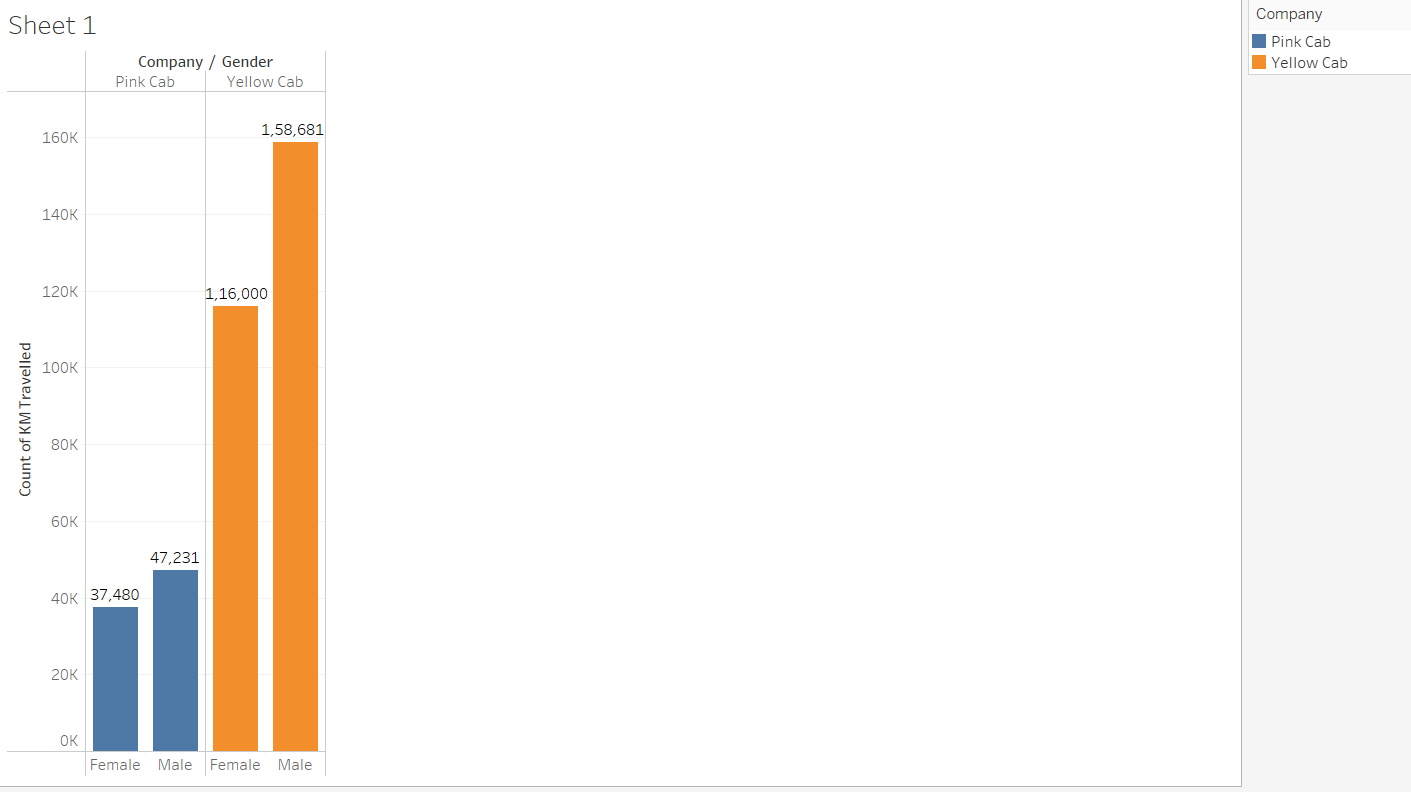 Sheet 1
Company / Gender
Pink Cab Yellow Cab
Count of KM Travelled
160K
140K
120K
100K
80K
60K
40K
20K
0K
37,480
47,231
1,16,000
1,58,681
Female Male Female Male
Company
Pink Cab
Yellow Cab